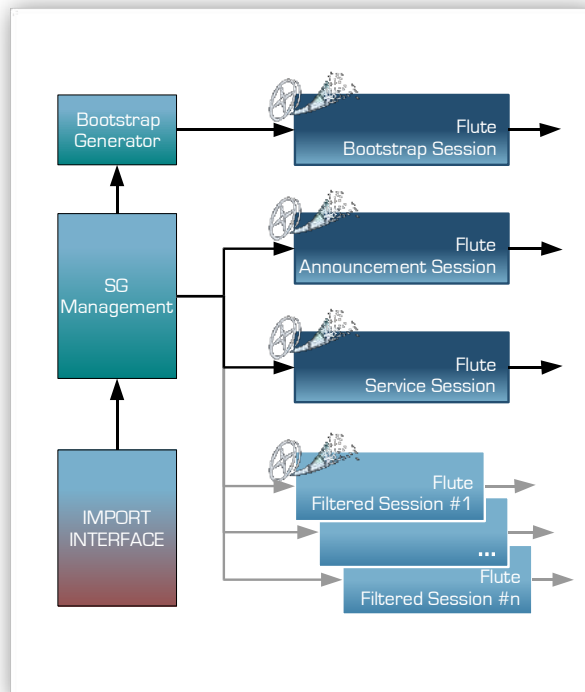 Bootstrap
Generator
Flute
Bootstrap Session
SG
Management
Flute
Announcement Session
Flute
Service Session
IMPORT
INTERFACE
Flute
Filtered Session #1
...
Flute
Filtered Session #n